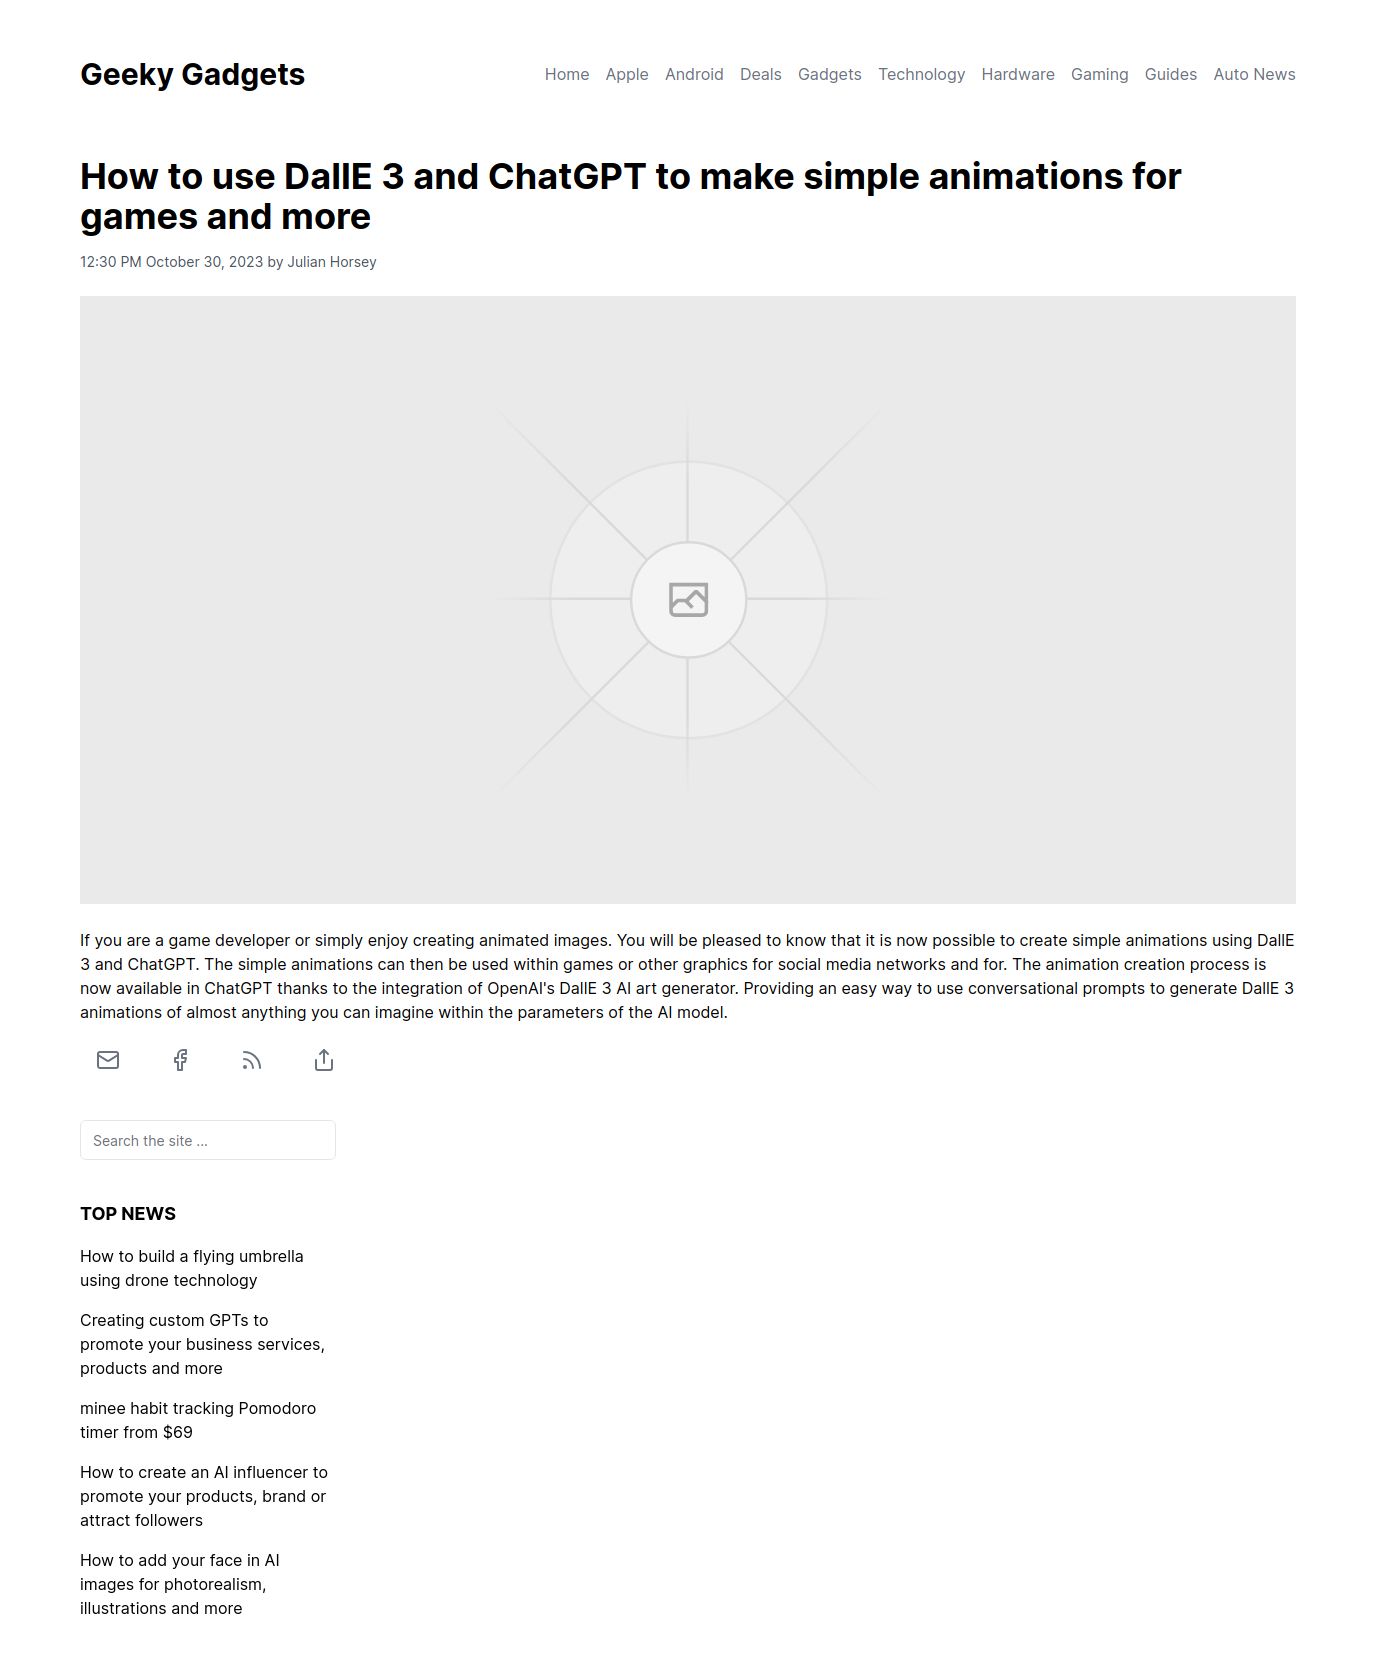 Geeky Gadgets
Home Apple Android Deals Gadgets Technology Hardware Gaming Guides Auto News
How to use DallE 3 and ChatGPT to make simple animations for
games and more
12:30 PM October 30, 2023 by Julian Horsey
If you are a game developer or simply enjoy creating animated images. You will be pleased to know that it is now possible to create simple animations using DallE
3 and ChatGPT. The simple animations can then be used within games or other graphics for social media networks and for. The animation creation process is
now available in ChatGPT thanks to the integration of OpenAI's DallE 3 AI art generator. Providing an easy way to use conversational prompts to generate DallE 3
animations of almost anything you can imagine within the parameters of the AI model.
Search the site ...
TOP NEWS
How to build a flying umbrella
using drone technology
Creating custom GPTs to
promote your business services,
products and more
minee habit tracking Pomodoro
timer from $69
How to create an AI influencer to
promote your products, brand or
attract followers
How to add your face in AI
images for photorealism,
illustrations and more